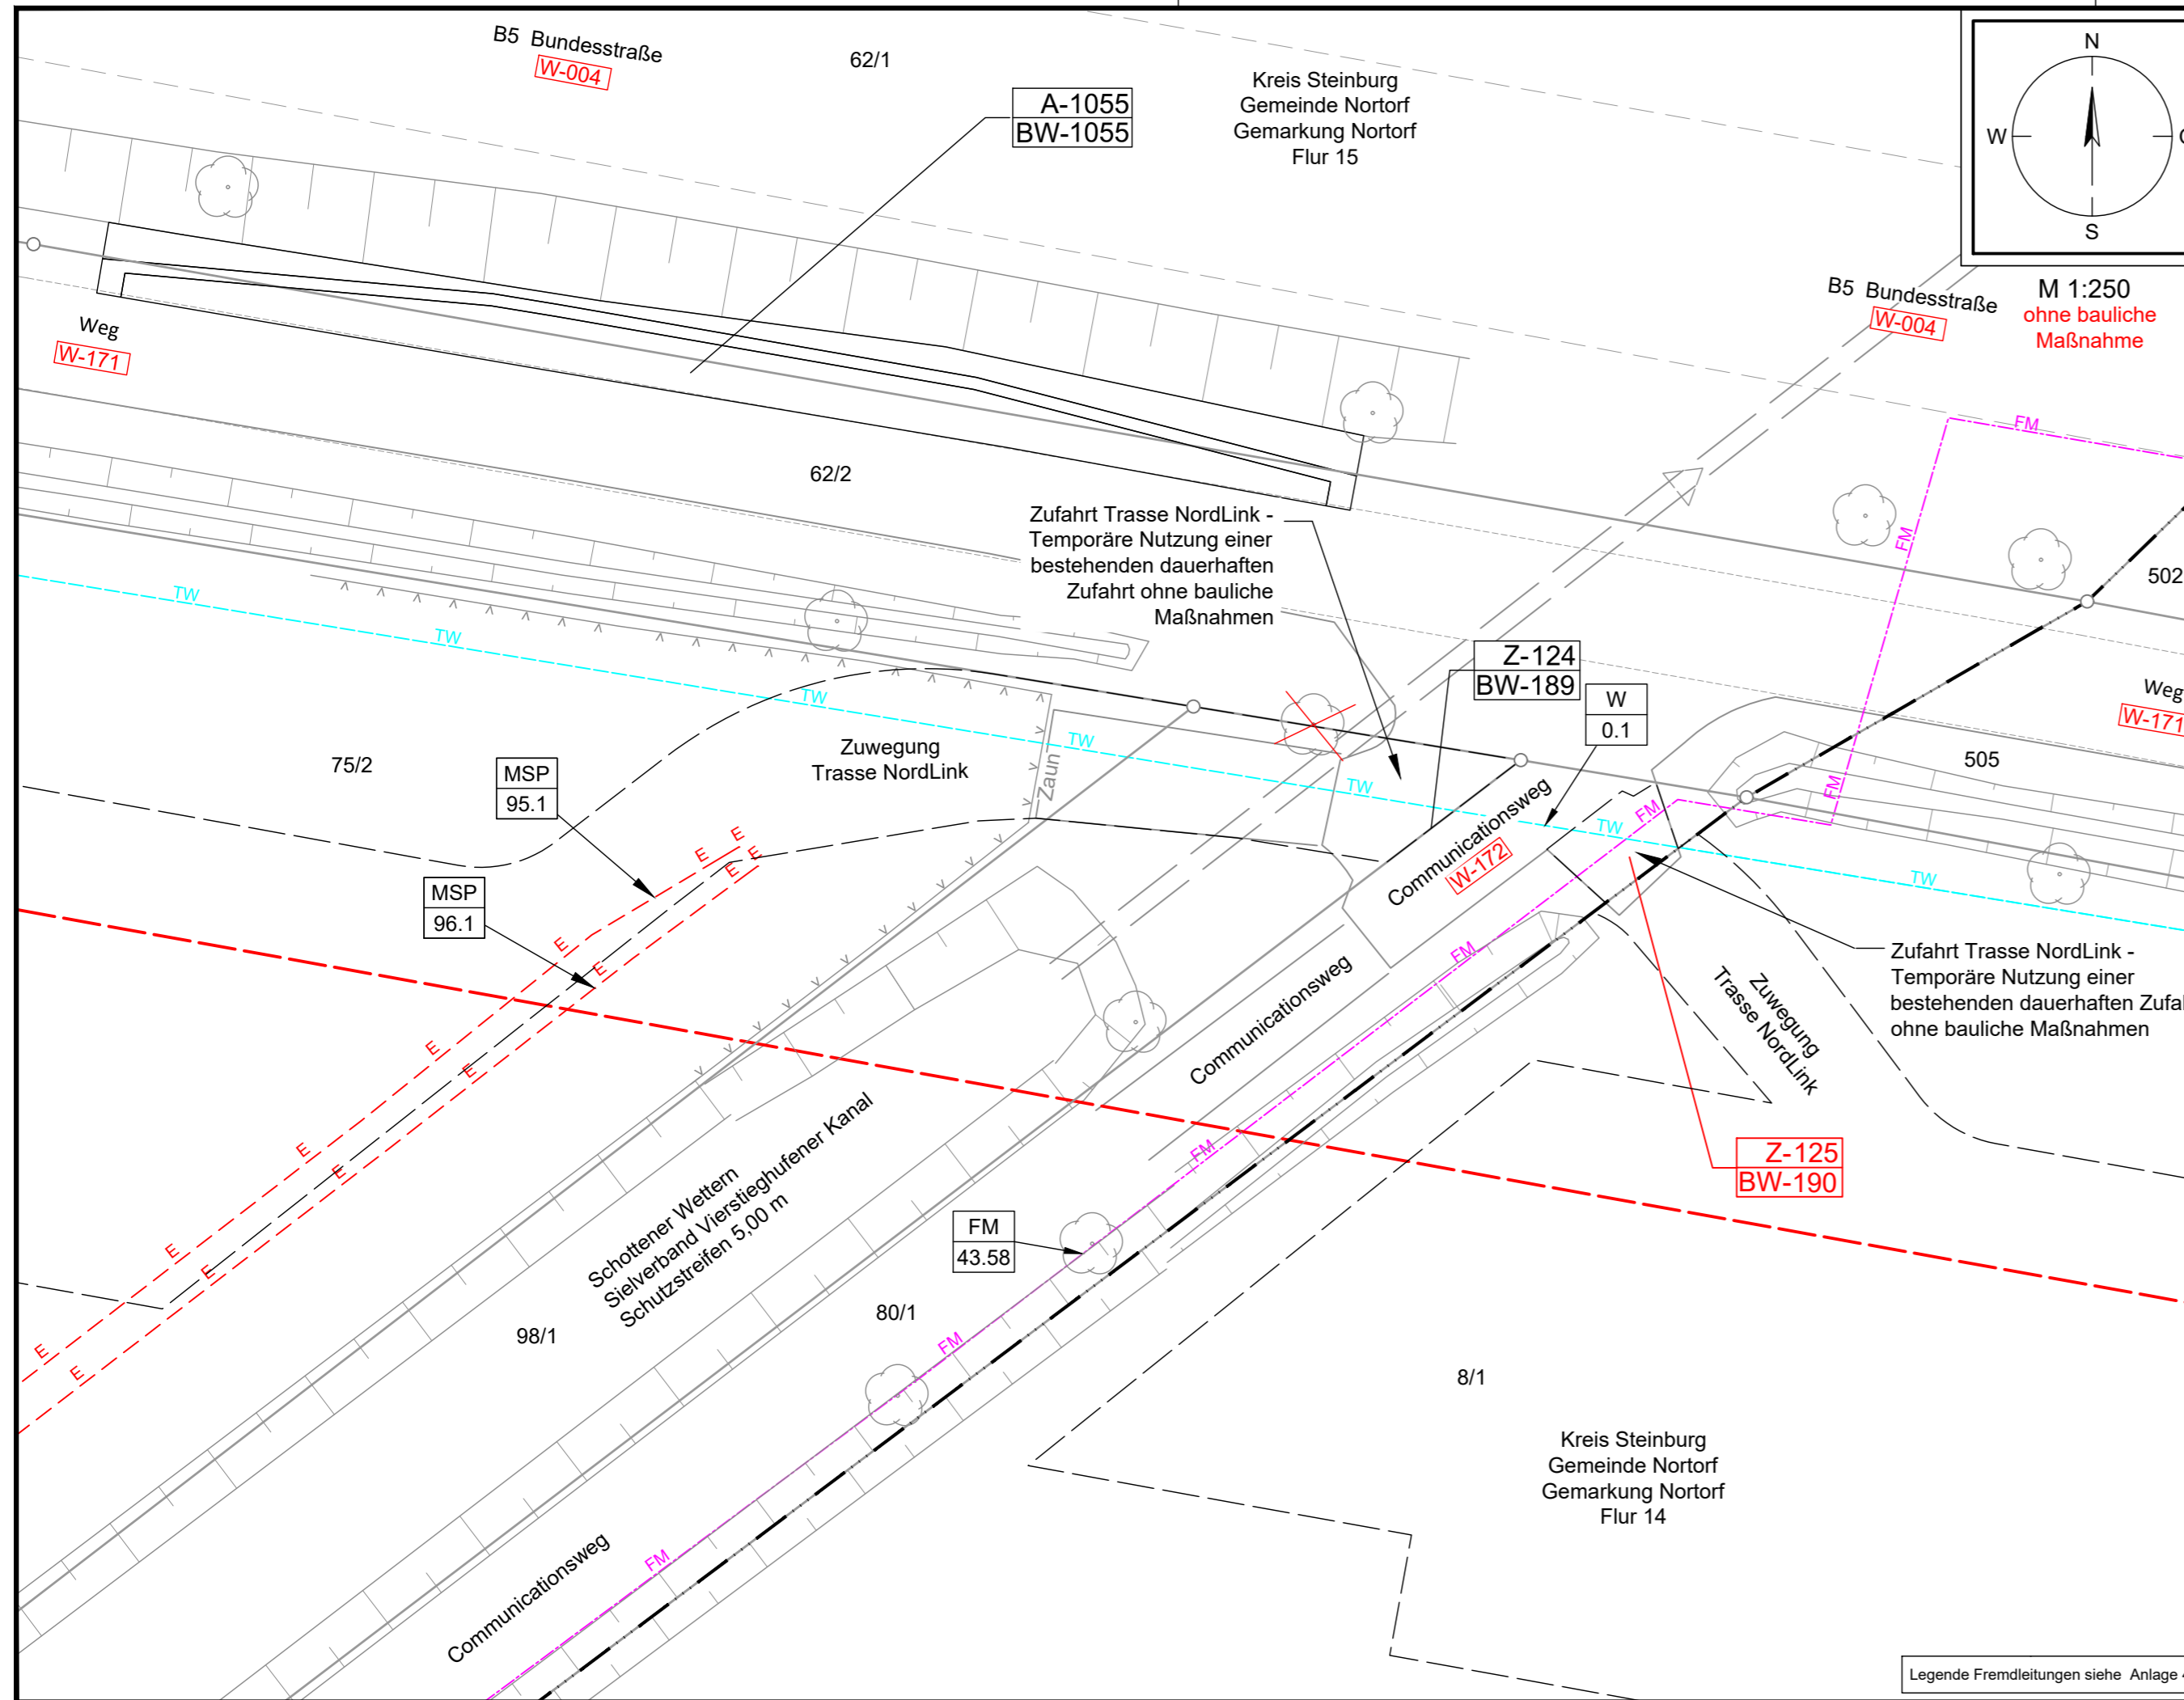 B5 Bundesstraße
W-004
62/1
A-1055
BW-1055
Kreis Steinburg
Gemeinde Nortorf
Gemarkung Nortorf
Flur 15
N
W
S
M 1:250
ohne bauliche
Maßnahme
B5 Bundesstraße
W-004
Weg
W-171
62/2
FM
FM
Zufahrt Trasse NordLink -
Temporäre Nutzung einer
bestehenden dauerhaften
Zufahrt ohne bauliche
Maßnahmen
502
TW
TW
TW
TW
TW
TW
TW
Z-124
BW-189
W
0.1
Weg
W-171
505
75/2
Zuwegung
Trasse NordLink
Zaun
MSP
95.1
MSP
96.1
E
E
E
E
E
E
E
E
E
E
E
E
E
E
Communicationsweg
W-172
FM
FM
FM
Communicationsweg
Zuwegung
Trasse NordLink
Zufahrt Trasse NordLink -
Temporäre Nutzung einer
bestehenden dauerhaften
ohne bauliche Maßnahmen
Z-125
BW-190
FM
Schottener Wettern
Sielverband Vierstieghufener Kanal
Schutzstreifen 5,00 m
FM
43.58
98/1
80/1
FM
8/1
Kreis Steinburg
Gemeinde Nortorf
Gemarkung Nortorf
Flur 14
FM
Communicationsweg
Legende Fremdleitungen siehe Anlage